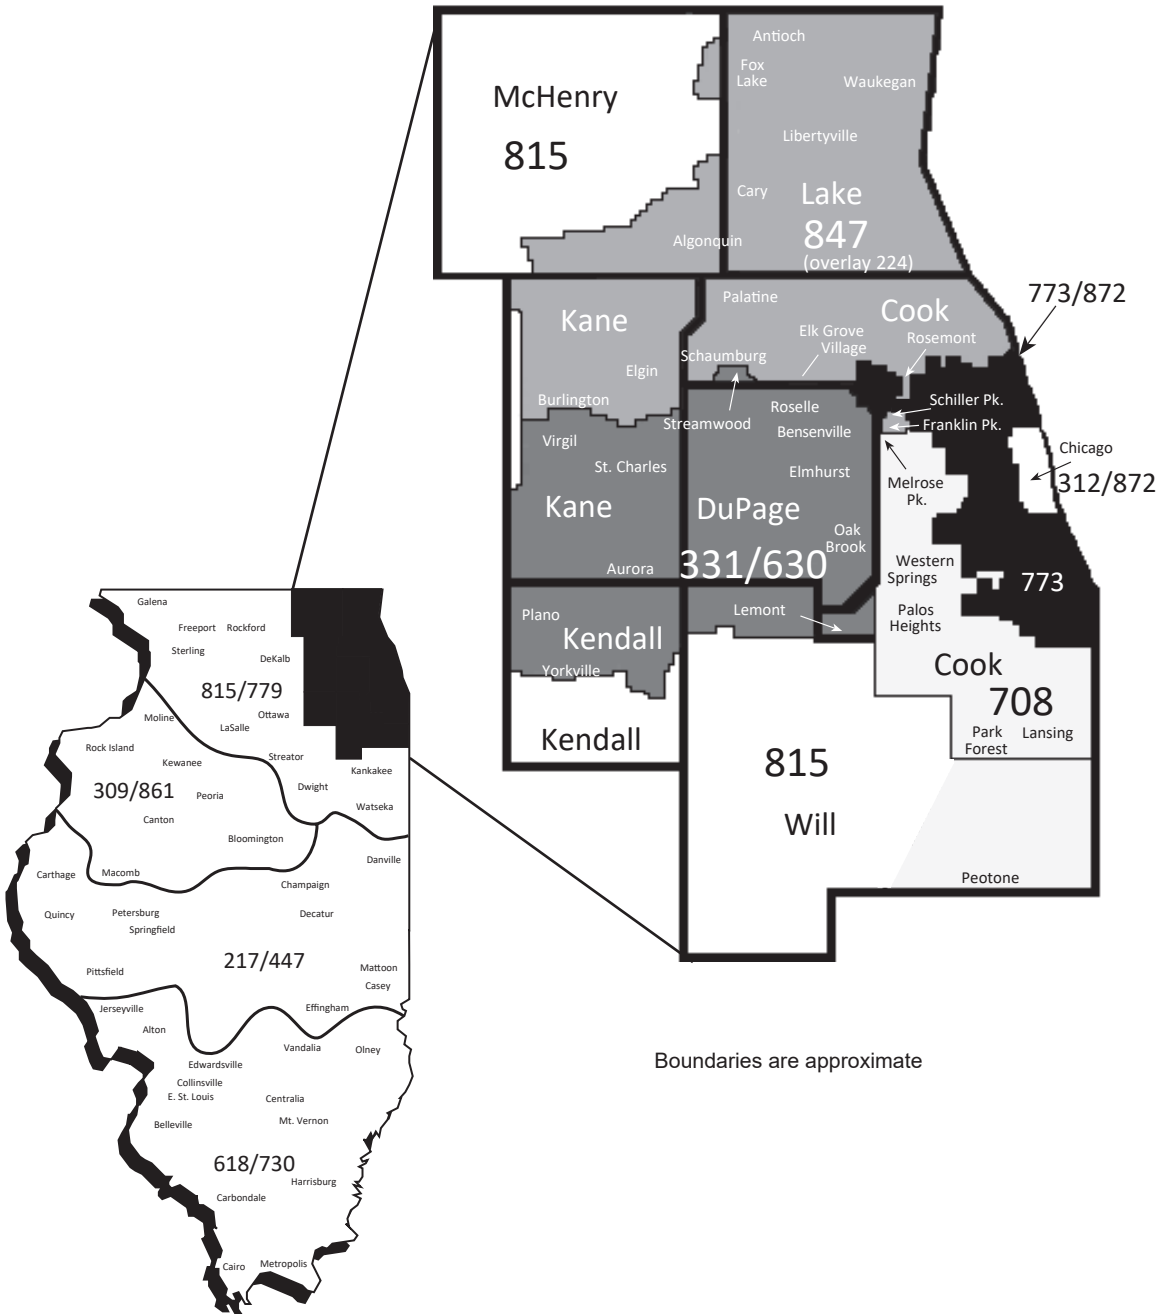 Antioch
Fox
Lake
Waukegan
McHenry
815
Libertyville
Cary
Lake
847
(overlay 224)
Algonquin
Palatine
Cook
773/872
Kane
Elk Grove
Village
Rosemont
Schaumburg
Elgin
Burlington
Streamwood
Roselle
Bensenville
Schiller Pk.
Franklin Pk.
Virgil
St. Charles
Elmhurst
Melrose
Pk.
Chicago
312/872
Kane
DuPage
331/630
Oak
Brook
Aurora
Western
Springs
773
Plano
Kendall
Yorkville
Lemont
Palos
Heights
Cook
708
Park
Forest
Lansing
Kendall
815
Will
Peotone
Galena
Freeport
Rockford
Sterling
DeKalb
815/779
Moline
Ottawa
LaSalle
Rock Island
Kewanee
Streator
Kankakee
309/861
Peoria
Dwight
Watseka
Canton
Bloomington
Danville
Carthage
Macomb
Champaign
Quincy
Petersburg
Springfield
Decatur
217/447
Pittsfield
Mattoon
Casey
Jerseyville
Effingham
Alton
Vandalia
Olney
Edwardsville
Collinsville
E. St. Louis
Centralia
Belleville
Mt. Vernon
618/730
Harrisburg
Carbondale
Cairo
Metropolis
Boundaries are approximate